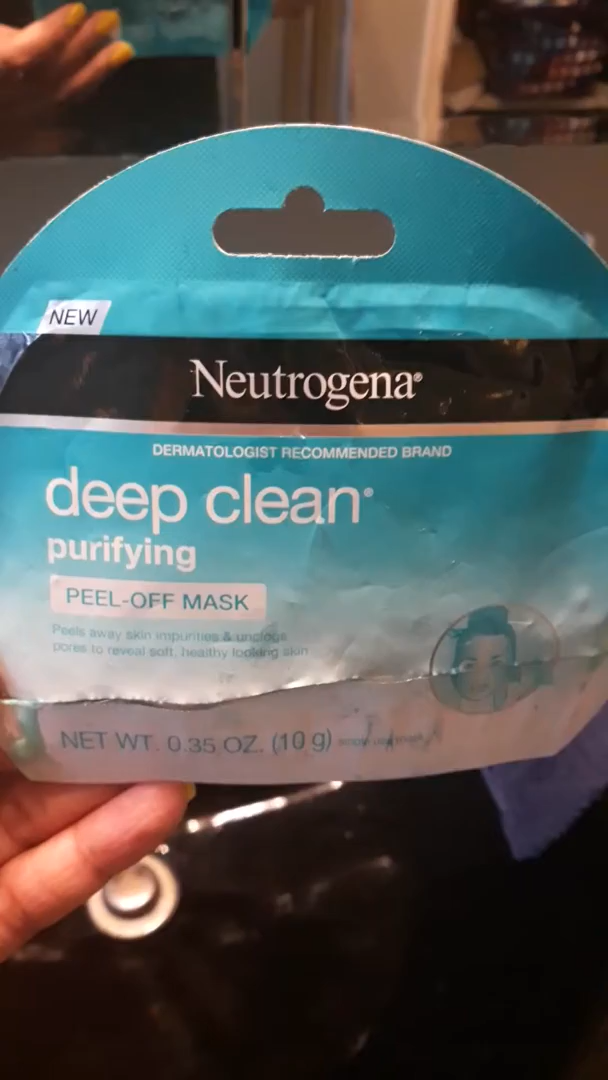 NEW
Neutrogena®
DERMATOLOGIST RECOMMENDED BRAND
deep clean®
purifying
PEEL-OFF MASK
Peels away skin impurities & unclogs
pores to reveal soft, healthy looking skin
NET WT. 0.35 OZ. (10 g)